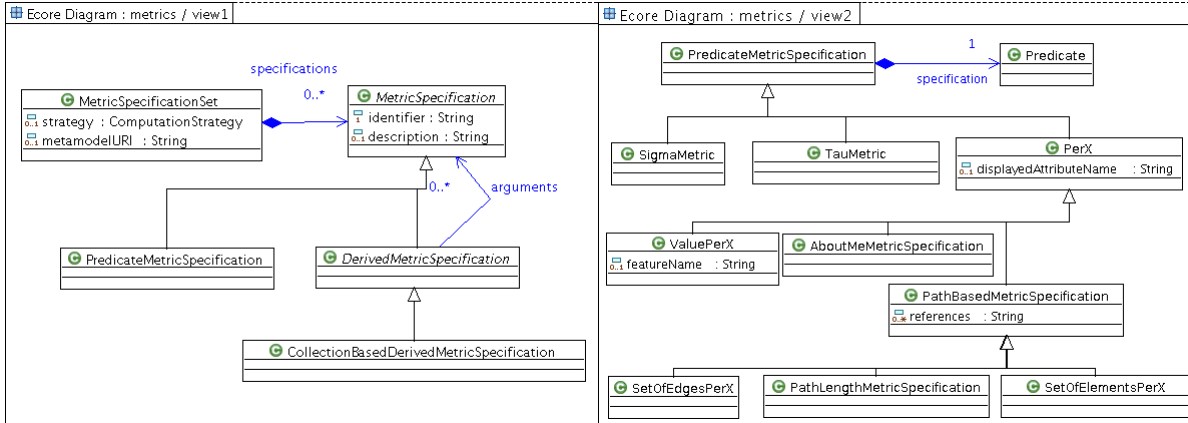 Ecore Diagram : metrics / view1
specifications
0..*
MetricSpecificationSet
0..1 strategy : ComputationStrategy
0..1 metamodelURI : String
MetricSpecification
1 identifier : String
0..1 description : String
0..*
arguments
PredicateMetricSpecification
DerivedMetricSpecification
CollectionBasedDerivedMetricSpecification
Ecore Diagram : metrics / view2
PredicateMetricSpecification
1
specification
Predicate
SigmaMetric
TauMetric
PerX
0..1 displayedAttributeName : String
ValuePerX
0..1 featureName : String
AboutMeMetricSpecification
PathBasedMetricSpecification
0..* references : String
SetOfEdgesPerX
PathLengthMetricSpecification
SetOfElementsPerX